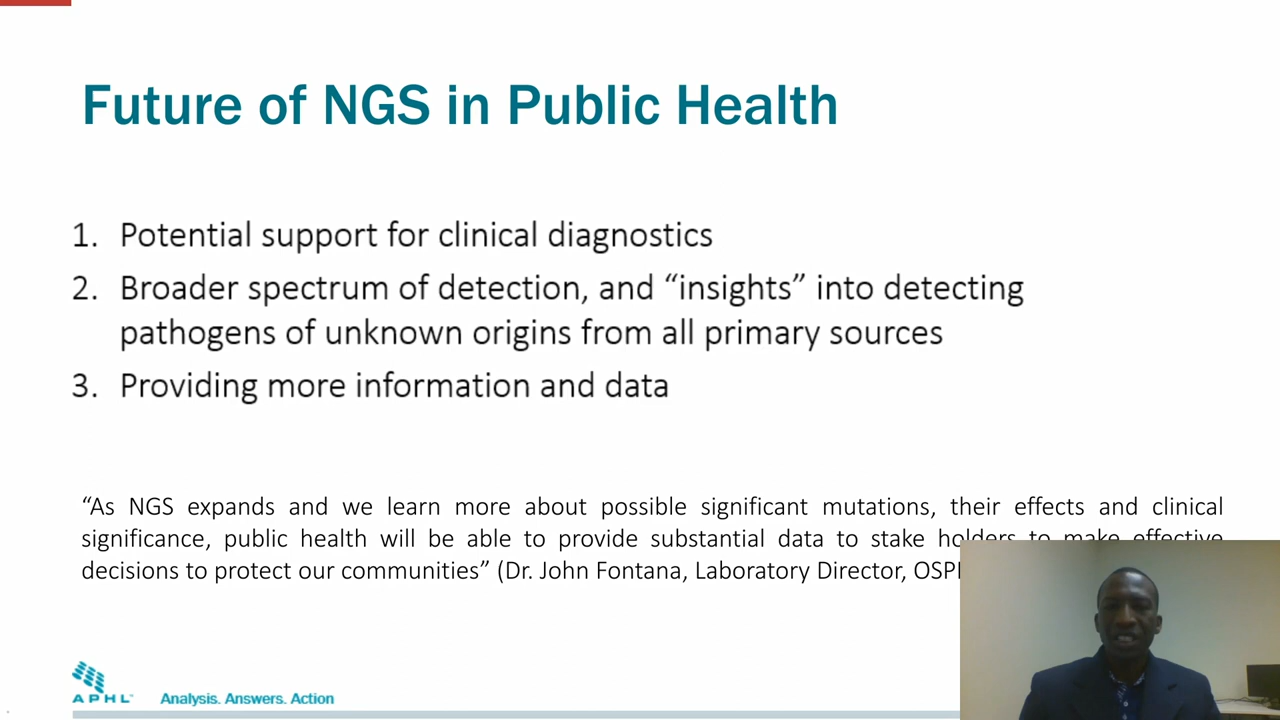 Future of NGS in Public Health
1. Potential support for clinical diagnostics
2. Broader spectrum of detection, and “insights” into detecting
pathogens of unknown origins from all primary sources
3. Providing more information and data
“As NGS expands and we learn more about possible significant mutations, their effects and clinical
significance, public health will be able to provide substantial data to stake holders to make effective
decisions to protect our communities” (Dr. John Fontana, Laboratory Director,
APHL
Analysis. Answers. Action